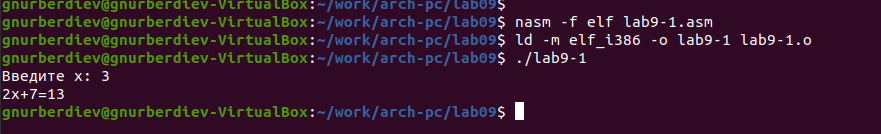 gnurberdiev@gnurberdiev-VirtualBox:~/work/arch-pc/lab09$
gnurberdiev@gnurberdiev-VirtualBox:~/work/arch-pc/lab09$ nasm -f elf lab9-1.asm
gnurberdiev@gnurberdiev-VirtualBox:~/work/arch-pc/lab09$ ld -m elf_i386 -o lab9-1 lab9-1.o
gnurberdiev@gnurberdiev-VirtualBox:~/work/arch-pc/lab09$ ./lab9-1
Введите x: 3
2x+7=13
gnurberdiev@gnurberdiev-VirtualBox:~/work/arch-pc/lab09$